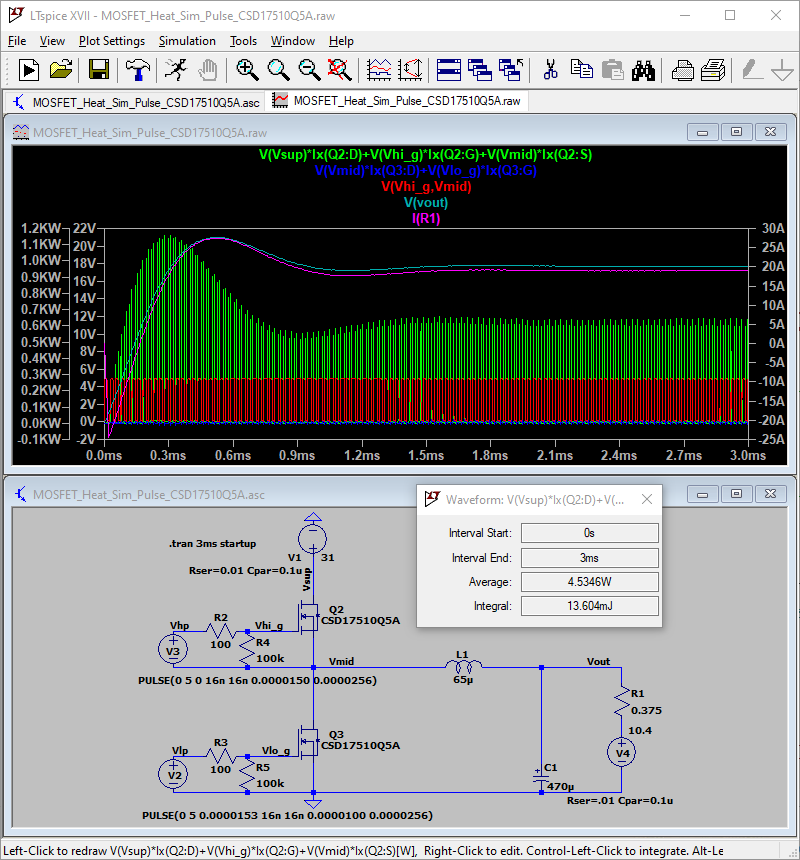 LTspice XVII - MOSFET_Heat_Sim_Pulse_CSD17510Q5A.raw
File View Plot Settings Simulation Tools Window Help
MOSFET_Heat_Sim_Pulse_CSD17510Q5A.asc MOSFET_Heat_Sim_Pulse_CSD17510Q5A.raw
MOSFET_Heat_Sim_Pulse_CSD17510Q5A.raw
V(Vsup)*Ix(Q2:D)+V(Vhi_g)*Ix(Q2:G)+V(Vmid)*Ix(Q2:S)
V(Vmid)*Ix(Q3:D)+V(Vlo_g)*Ix(Q3:G)
V(Vhi_g,Vmid)
V(vout)
I(R1)
1.2KW 22V 30A
1.1KW 20V 25A
1.0KW 18V 20A
0.9KW 16V 15A
0.8KW 14V 10A
0.7KW 12V 5A
0.6KW 10V 0A
0.5KW 8V -5A
0.4KW 6V -10A
0.3KW 4V -15A
0.2KW 2V -20A
0.1KW 0V -25A
0.0KW -2V
-0.1KW
0.0ms 0.3ms 0.6ms 0.9ms 1.2ms 1.5ms 1.8ms 2.1ms 2.4ms 2.7ms 3.0ms
MOSFET_Heat_Sim_Pulse_CSD17510Q5A.asc
Waveform: V(Vsup)*Ix(Q2:D)+V(...
Interval Start: 0s
Interval End: 3ms
Average: 4.5346W
Integral: 13.604mJ
.tran 3ms startup
V1 31
Rser=0.01 Cpar=0.1u
Vsup
Q2
CSD17510Q5A
Vhp R2 Vhi_g
V3 100 R4
100k
PULSE(0 5 0 16n 16n 0.0000150 0.0000256)
Vmid L1 Vout
65µ
R1
0.375
10.4
V4
Q3
CSD17510Q5A
Vlp R3 Vlo_g
V2 100 R5
100k
C1
470µ
Rser=.01 Cpar=0.1u
PULSE(0 5 0.0000153 16n 16n 0.0000100 0.0000256)
Left-Click to redraw V(Vsup)*Ix(Q2:D)+V(Vhi_g)*Ix(Q2:G)+V(Vmid)*Ix(Q2:S)[W], Right-Click to edit. Control-Left-Click to integrate. Alt-Le